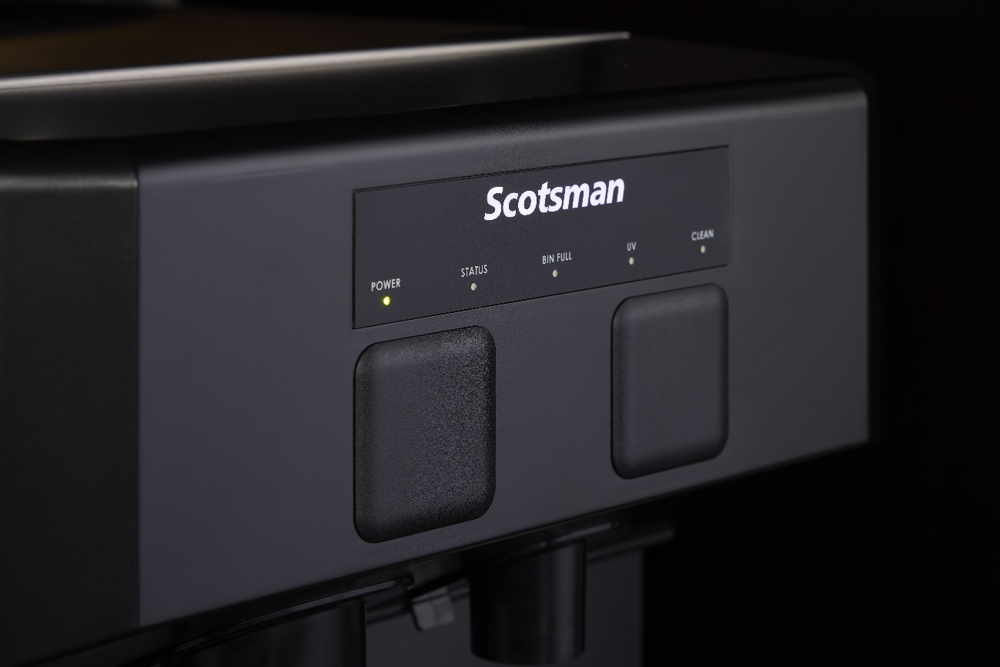 Scotsman
POWER
STATUS
BIN FULL
UV
CLEAN